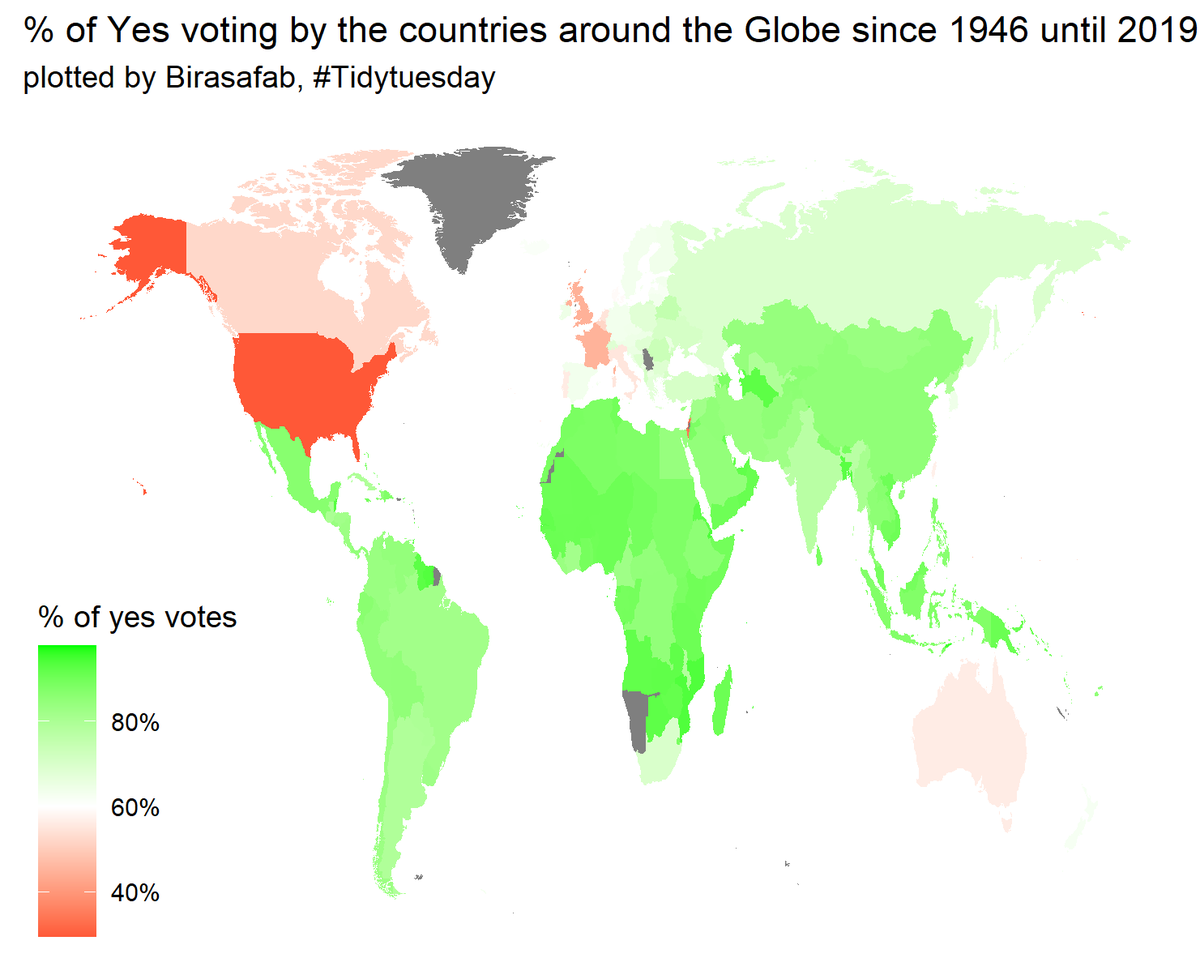 % of Yes voting by the countries around the Globe since 1946 until 2019
plotted by Birasafab, #Tidytuesday
% of yes votes
80%
60%
40%